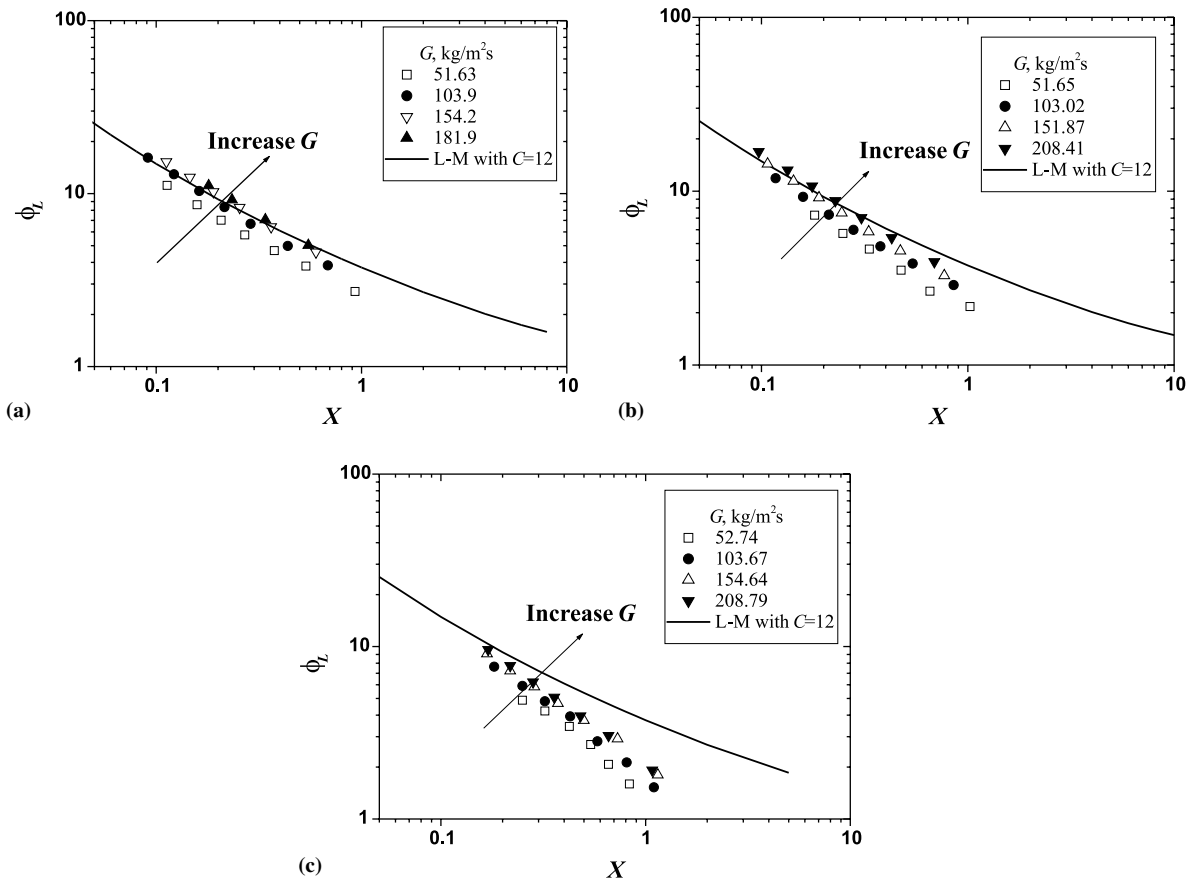 100
10
1
0.1
1
10
ϕL
X
G, kg/m²s
51.63
103.9
154.2
181.9
L-M with C=12
Increase G
(a)
100
10
1
0.1
1
10
ϕL
X
G, kg/m²s
51.65
103.02
151.87
208.41
L-M with C=12
Increase G
(b)
100
10
1
0.1
1
10
ϕL
X
G, kg/m²s
52.74
103.67
154.64
208.79
L-M with C=12
Increase G
(c)